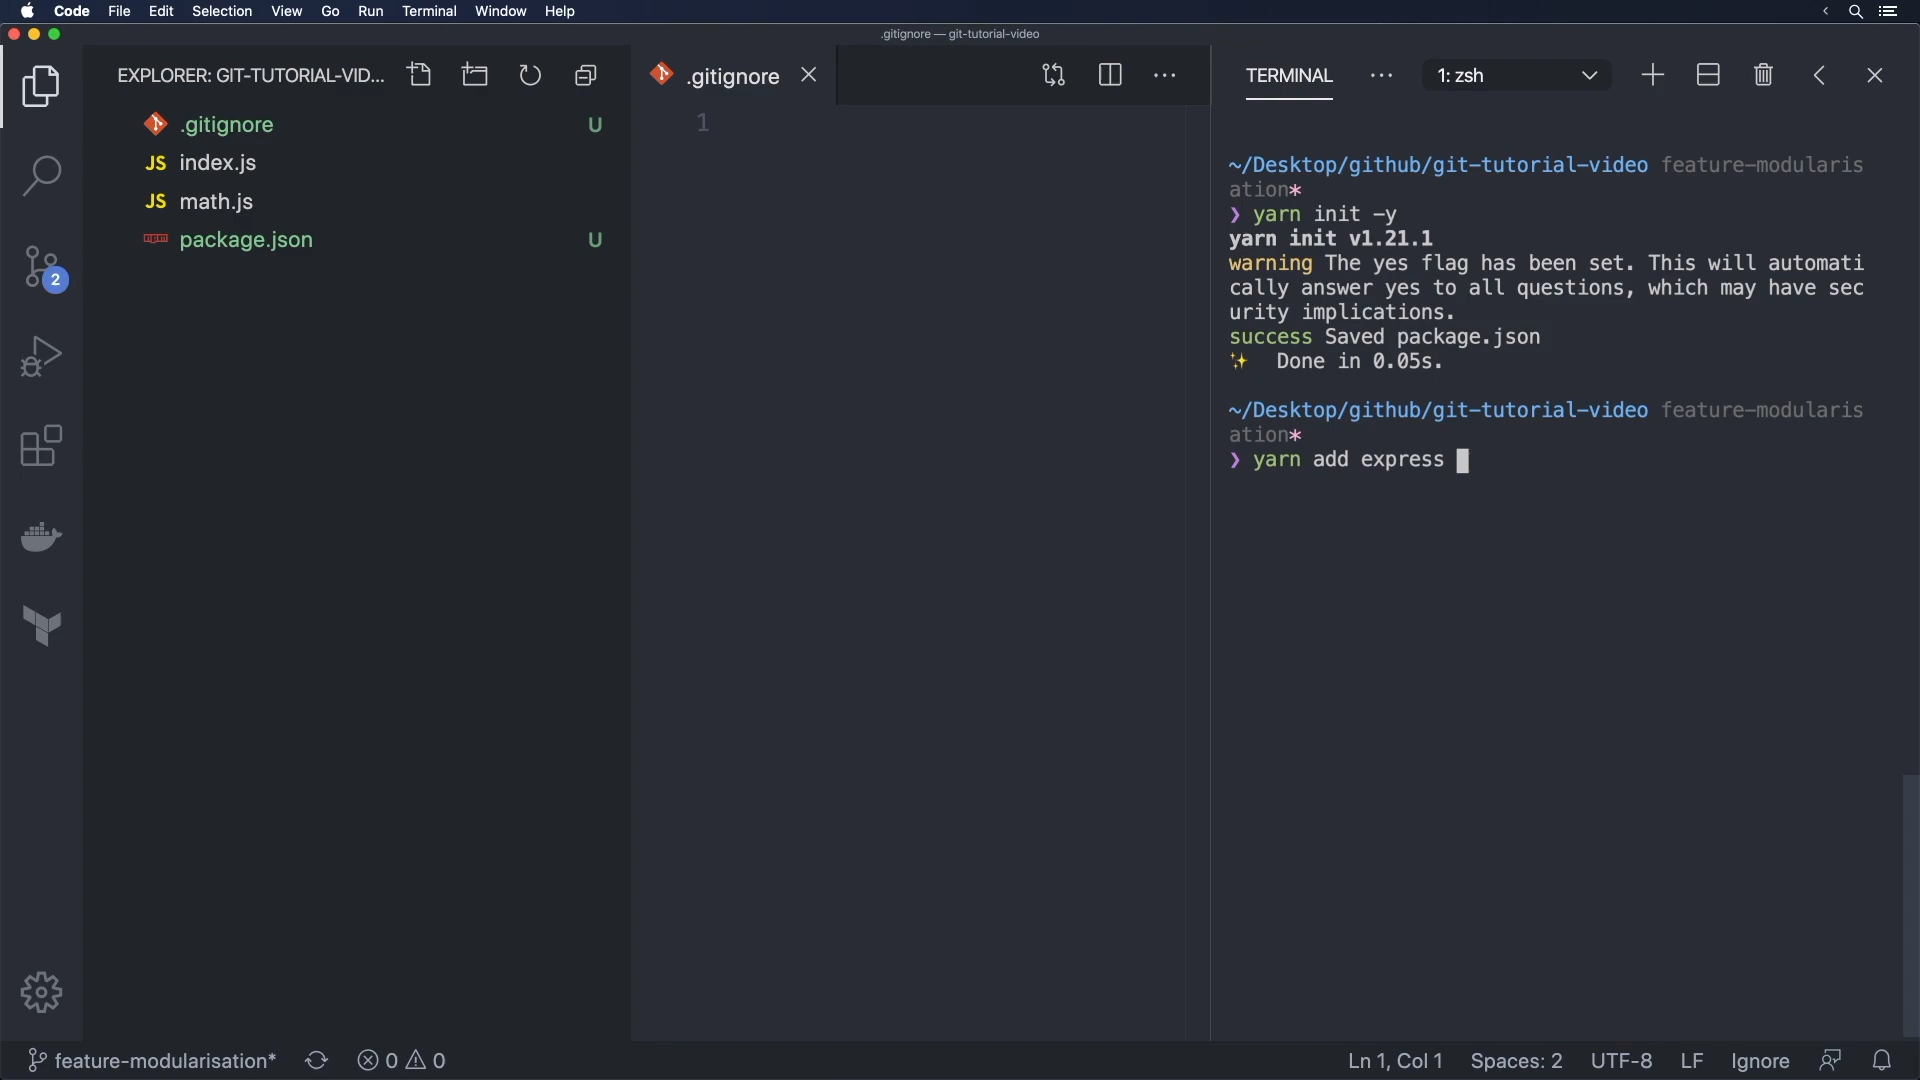 Code File Edit Selection View Go Run Terminal Window Help
.gitignore — git-tutorial-video
EXPLORER: GIT-TUTORIAL-VID...
.gitignore U
JS index.js
JS math.js
package.json U
2
.gitignore
1
TERMINAL
1: zsh
~/Desktop/github/git-tutorial-video feature-modularis
ation*
❯ yarn init -y
yarn init v1.21.1
warning The yes flag has been set. This will automati
cally answer yes to all questions, which may have sec
urity implications.
success Saved package.json
✨ Done in 0.05s.
~/Desktop/github/git-tutorial-video feature-modularis
ation*
❯ yarn add express
feature-modularisation* 0 0 Ln 1, Col 1 Spaces: 2 UTF-8 LF Ignore